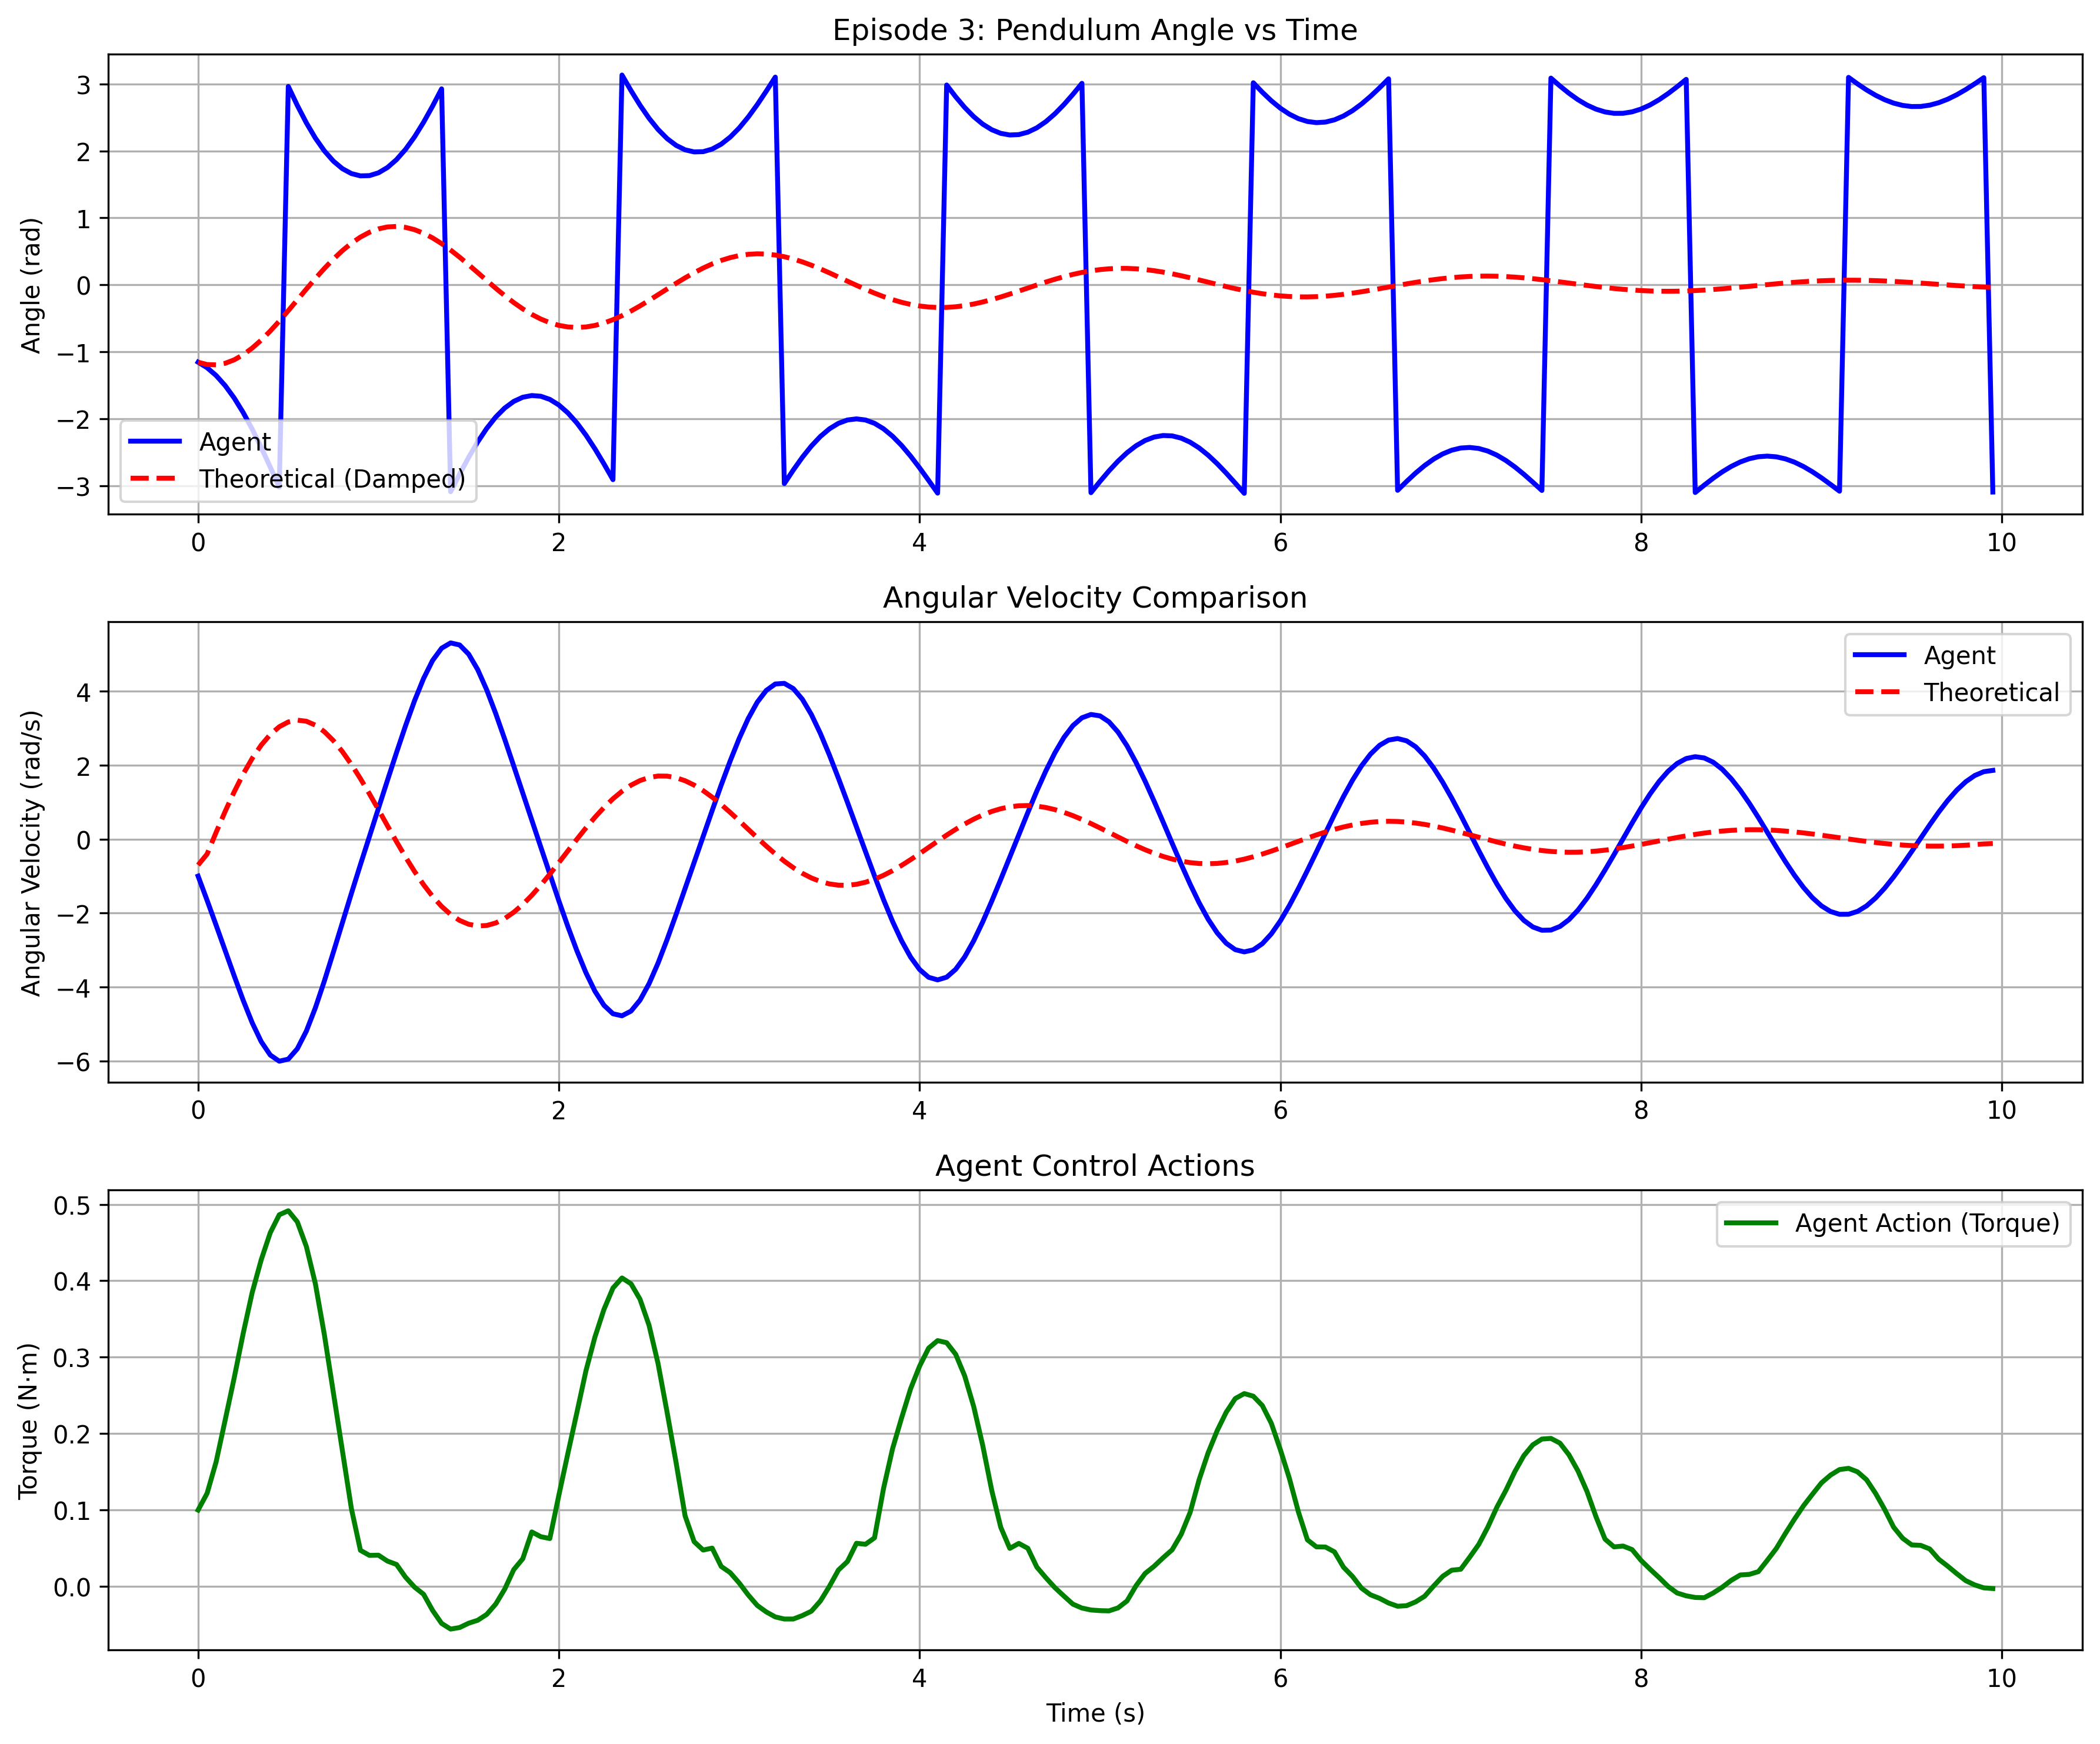 Episode 3: Pendulum Angle vs Time
Angle (rad)
3
2
1
0
−1
−2
−3
Agent
Theoretical (Damped)
0 2 4 6 8 10
Angular Velocity Comparison
Angular Velocity (rad/s)
4
2
0
−2
−4
−6
Agent
Theoretical
0 2 4 6 8 10
Agent Control Actions
Torque (N·m)
0.5
0.4
0.3
0.2
0.1
0.0
Agent Action (Torque)
0 2 4 6 8 10
Time (s)